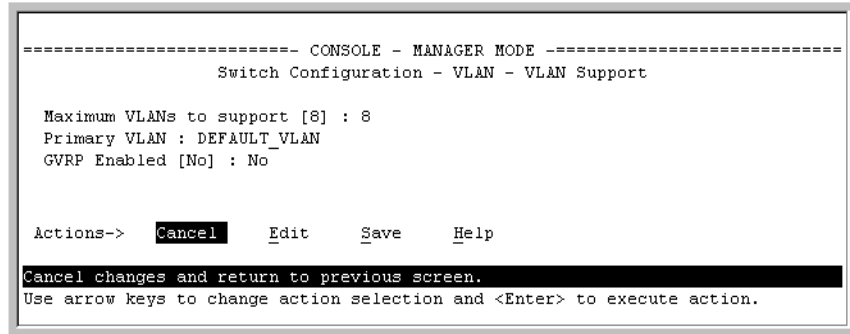 ===========================- CONSOLE - MANAGER MODE -============================
Switch Configuration - VLAN - VLAN Support
Maximum VLANs to support [8] : 8
Primary VLAN : DEFAULT_VLAN
GVRP Enabled [No] : No
Actions-> Cancel Edit Save Help
Cancel changes and return to previous screen.
Use arrow keys to change action selection and <Enter> to execute action.